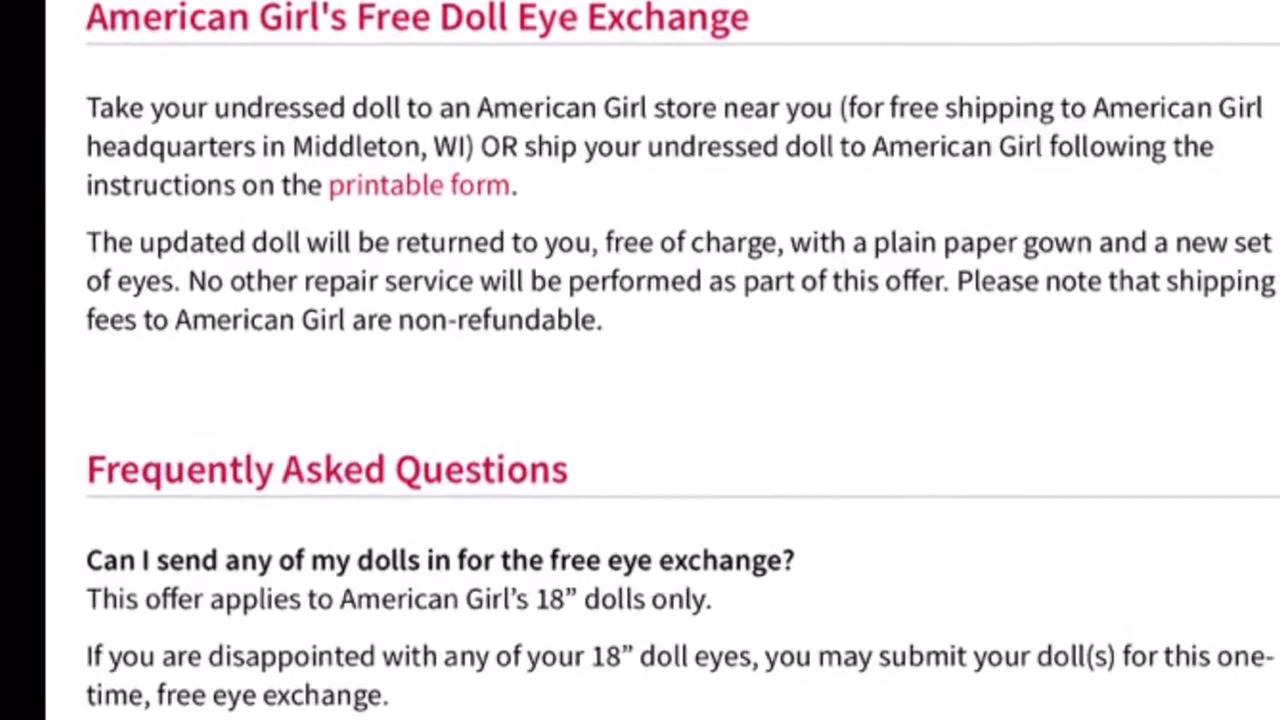 American Girl's Free Doll Eye Exchange
Take your undressed doll to an American Girl store near you (for free shipping to American Girl
headquarters in Middleton, WI) OR ship your undressed doll to American Girl following the
instructions on the printable form.
The updated doll will be returned to you, free of charge, with a plain paper gown and a new set
of eyes. No other repair service will be performed as part of this offer. Please note that shipping
fees to American Girl are non-refundable.
Frequently Asked Questions
Can I send any of my dolls in for the free eye exchange?
This offer applies to American Girl’s 18” dolls only.
If you are disappointed with any of your 18” doll eyes, you may submit your doll(s) for this one-
time, free eye exchange.